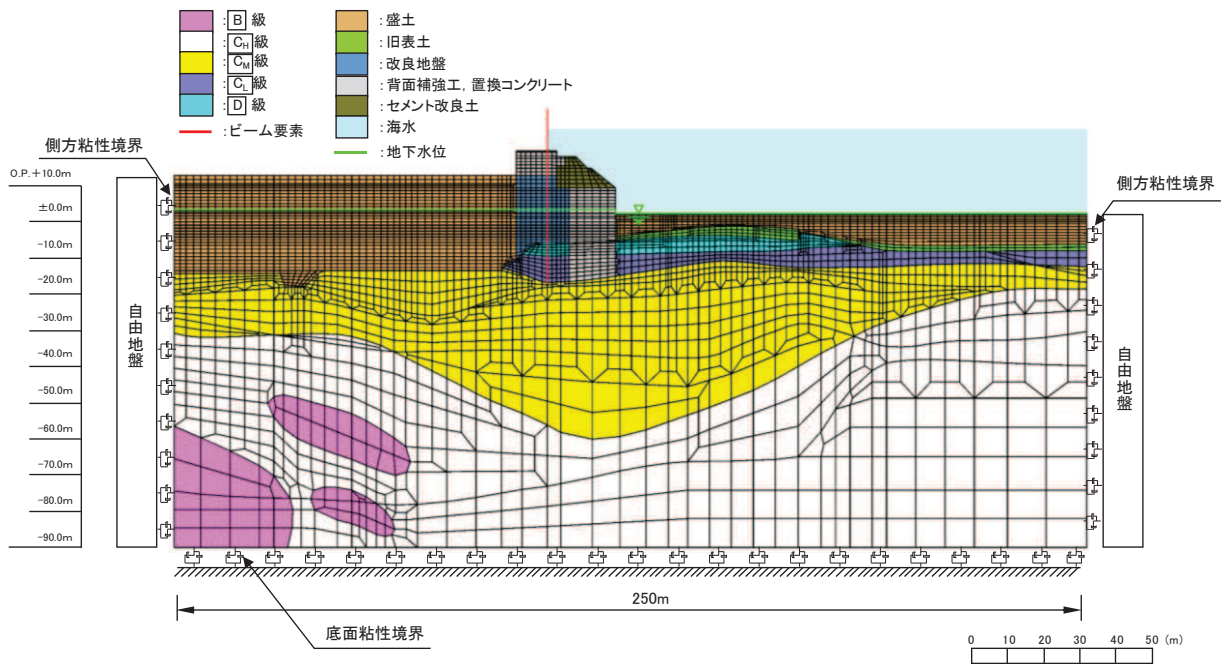 : B 級
: CH 級
: CM 級
: CL 級
: D 級
:ビーム要素
: 盛土
: 旧表土
: 改良地盤
: 背面補強工, 置換コンクリート
: セメント改良土
: 海水
: 地下水位
側方粘性境界
側方粘性境界
O.P.+10.0m
±0.0m
-10.0m
-20.0m
-30.0m
-40.0m
-50.0m
-60.0m
-70.0m
-80.0m
-90.0m
自由地盤
自由地盤
250m
底面粘性境界
0 10 20 30 40 50 (m)